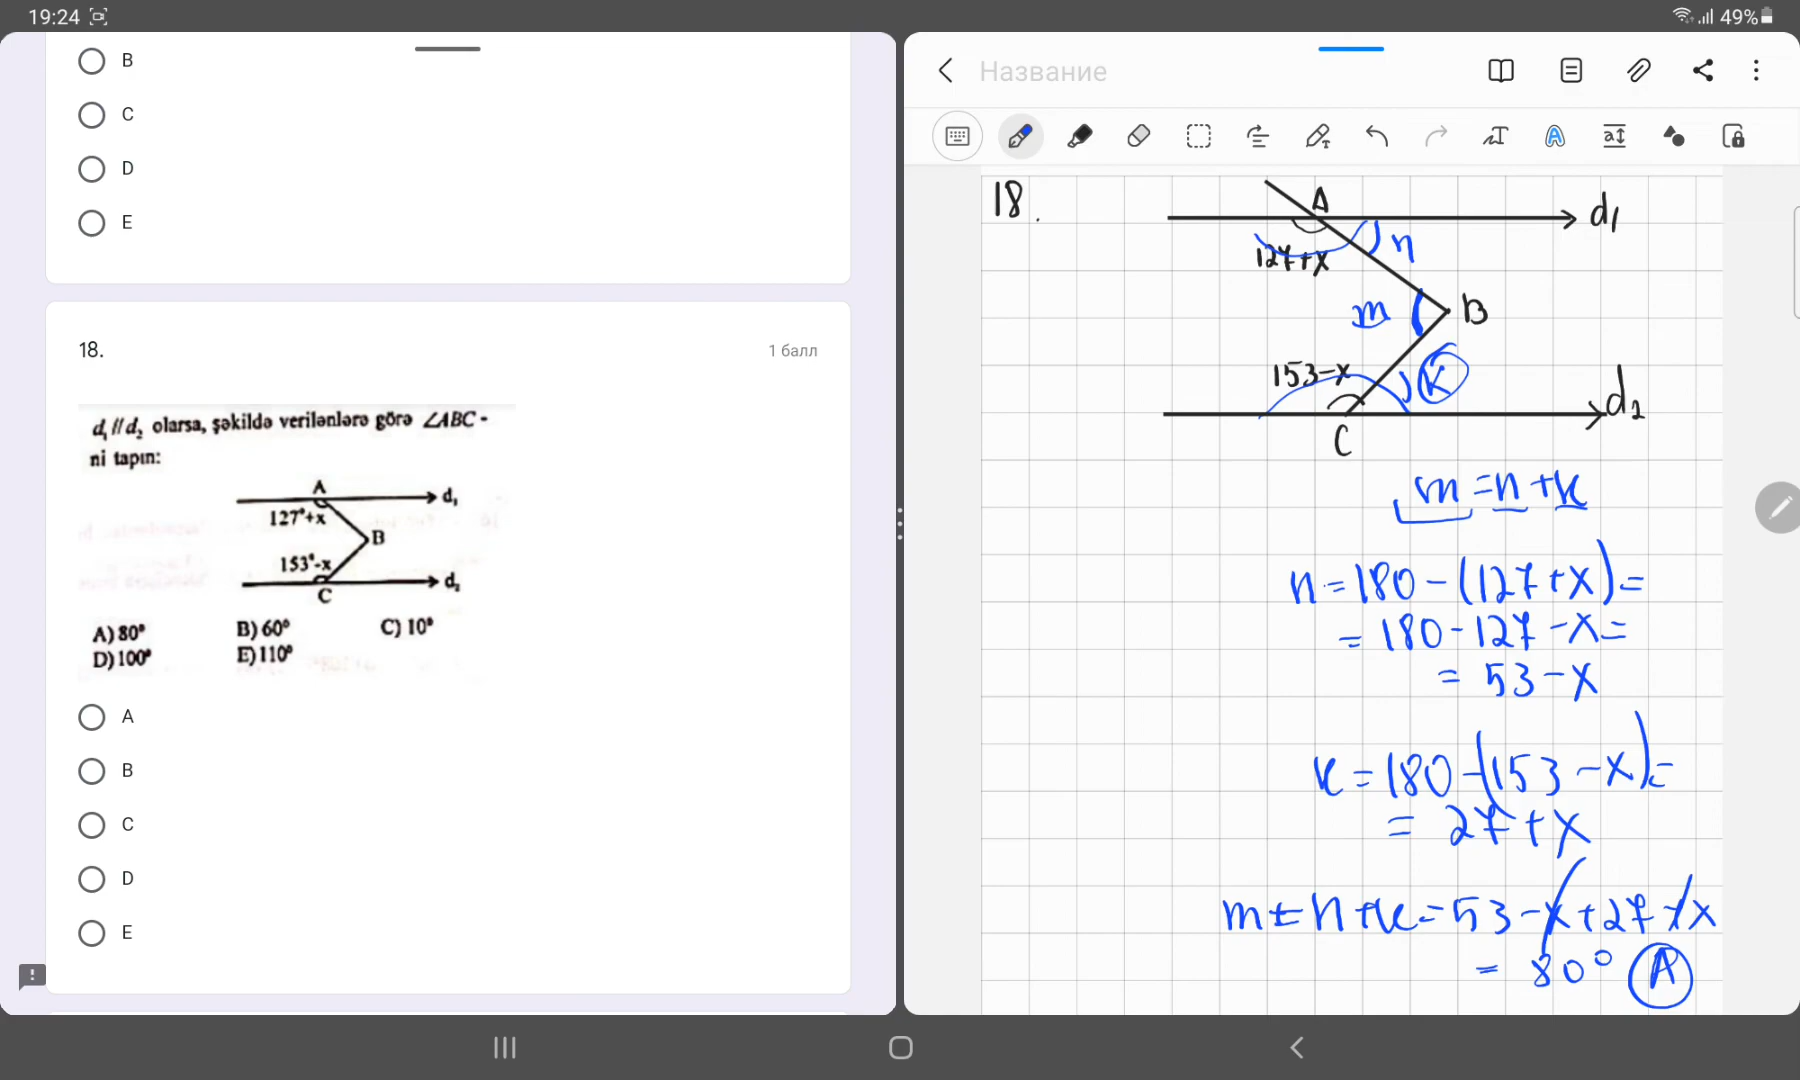 19:24
49%
B
C
D
E
18.
1 балл
d₁//d₂ olarsa, şəkildə verilənlərə görə ∠ABC-
ni tapın:
A
d₁
127°+x
B
153°-x
d₂
C
A) 80° B) 60° C) 10°
D) 100° E) 110°
A
B
C
D
E
Название
18.
A
d₁
127+x
n
m
B
153-x
K
d₂
C
m=n+k
n=180-(127+x)=
=180-127-x=
=53-x
k=180-(153-x)=
=27+x
m=n+k=53-x+27+x
=80° A